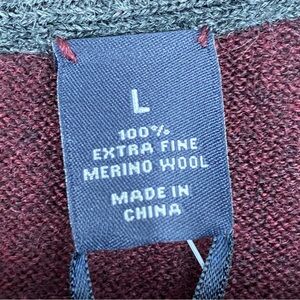 L
100%
EXTRA FINE
MERINO WOOL
MADE IN
CHINA